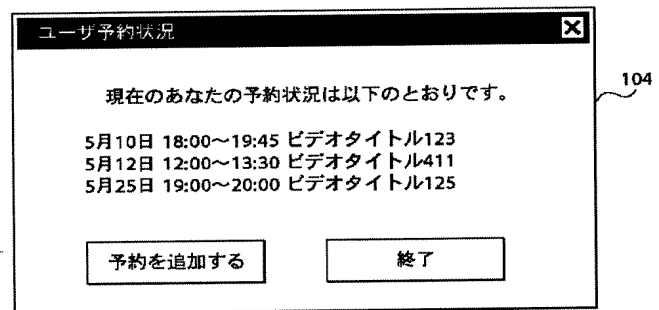 ユーザ予約状況
104
現在のあなたの予約状況は以下のとおりです。
5月10日 18:00〜19:45 ビデオタイトル123
5月12日 12:00〜13:30 ビデオタイトル411
5月25日 19:00〜20:00 ビデオタイトル125
予約を追加する
終了